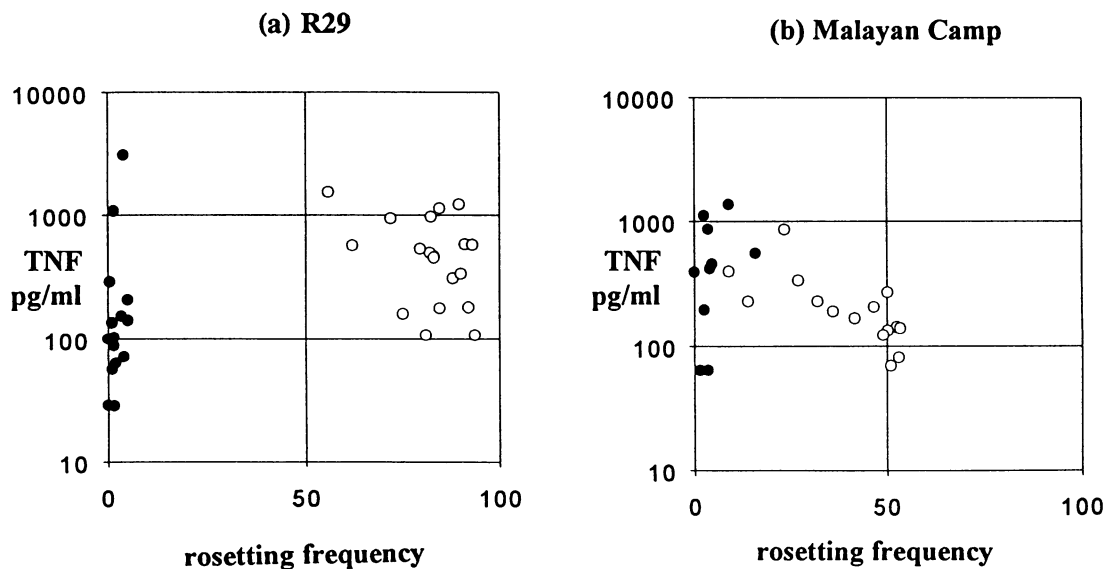 (a) R29
10000
1000
TNF
pg/ml
100
10
0 50 100
rosetting frequency
(b) Malayan Camp
10000
1000
TNF
pg/ml
100
10
0 50 100
rosetting frequency